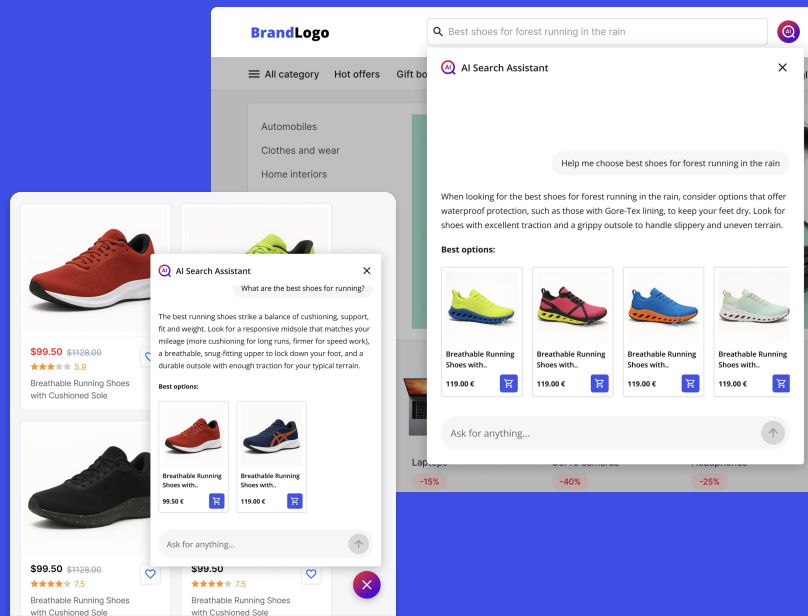 BrandLogo
Best shoes for forest running in the rain
AI
All category
Hot offers
Gift bo
Automobiles
Clothes and wear
Home interiors
AI
AI Search Assistant
Help me choose best shoes for forest running in the rain
When looking for the best shoes for forest running in the rain, consider options that offer
waterproof protection, such as those with Gore-Tex lining, to keep your feet dry. Look for
shoes with excellent traction and a grippy outsole to handle slippery and uneven terrain.
Best options:
Breathable Running
Shoes with..
119.00 €
Breathable Running
Shoes with..
119.00 €
Breathable Running
Shoes with..
119.00 €
Breathable Running
Shoes with..
119.00 €
Ask for anything...
-15%
-40%
-25%
$99.50 $1128.00
5.9
Breathable Running Shoes
with Cushioned Sole
$99.50 $1128.00
7.5
Breathable Running Shoes
with Cushioned Sole
$99.50
7.5
Breathable Running Shoes
with Cushioned Sole
AI
AI Search Assistant
What are the best shoes for running?
The best running shoes strike a balance of cushioning, support,
fit and weight. Look for a responsive midsole that matches your
mileage (more cushioning for long runs, firmer for speed work),
a breathable, snug-fitting upper to lock down your foot, and a
durable outsole with enough traction for your typical terrain.
Best options:
Breathable Running
Shoes with..
99.50 €
Breathable Running
Shoes with..
119.00 €
Ask for anything...